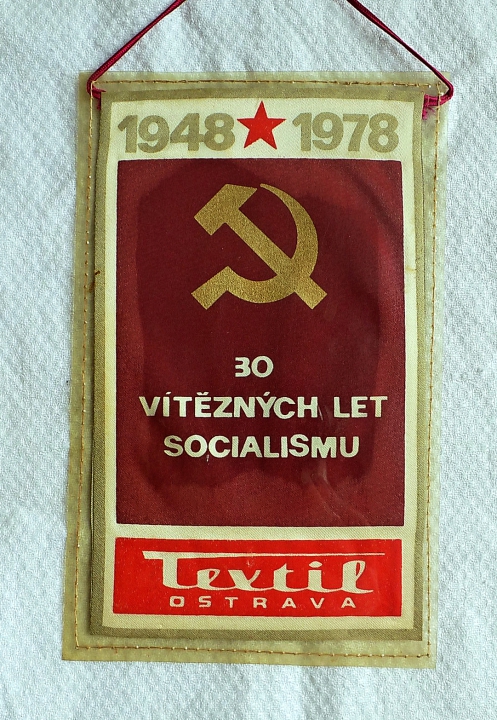 1948 ★ 1978
30
VÍTĚZNÝCH LET
SOCIALISMU
Textil
OSTRAVA